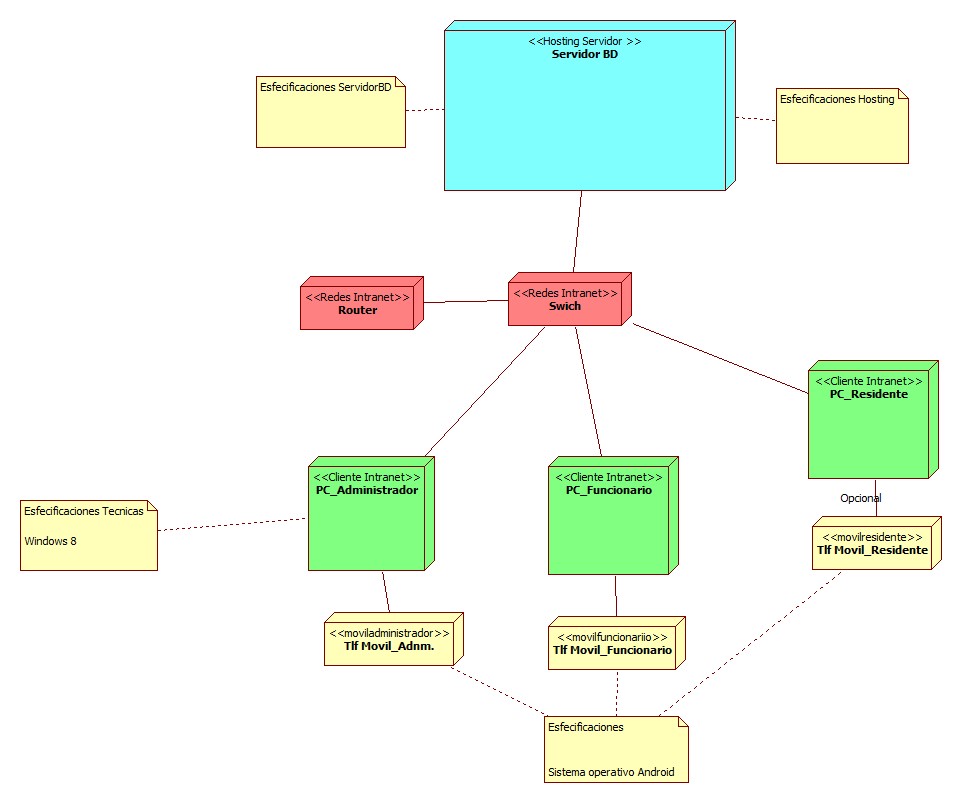 <<Hosting Servidor >>
Servidor BD
Esfecificaciones ServidorBD
Esfecificaciones Hosting
<<Redes Intranet>>
Router
<<Redes Intranet>>
Swich
<<Cliente Intranet>>
PC_Residente
<<Cliente Intranet>>
PC_Administrador
<<Cliente Intranet>>
PC_Funcionario
Opcional
Esfecificaciones Tecnicas
Windows 8
<<movilresidente>>
Tlf Movil_Residente
<<moviladministrador>>
Tlf Movil_Adnm.
<<movilfuncionariio>>
Tlf Movil_Funcionario
Esfecificaciones
Sistema operativo Android